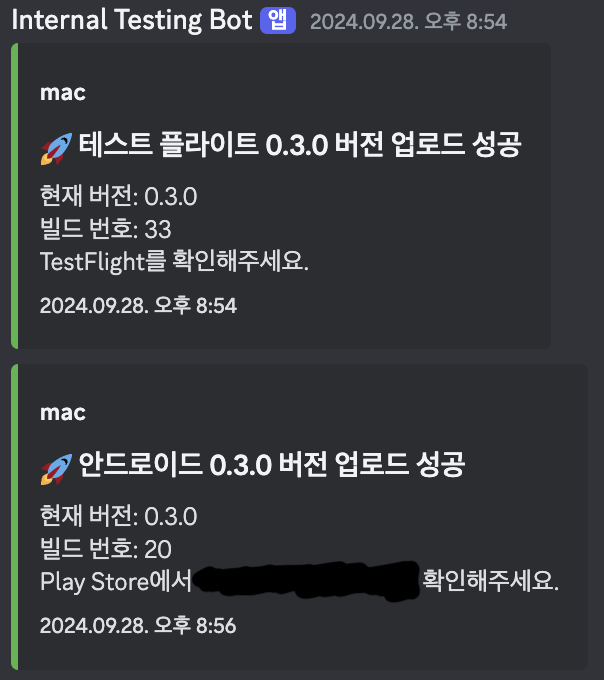 Internal Testing Bot 앱 2024.09.28. 오후 8:54
mac
🚀 테스트 플라이트 0.3.0 버전 업로드 성공
현재 버전: 0.3.0
빌드 번호: 33
TestFlight를 확인해주세요.
2024.09.28. 오후 8:54
mac
🚀 안드로이드 0.3.0 버전 업로드 성공
현재 버전: 0.3.0
빌드 번호: 20
Play Store에서 확인해주세요.
2024.09.28. 오후 8:56